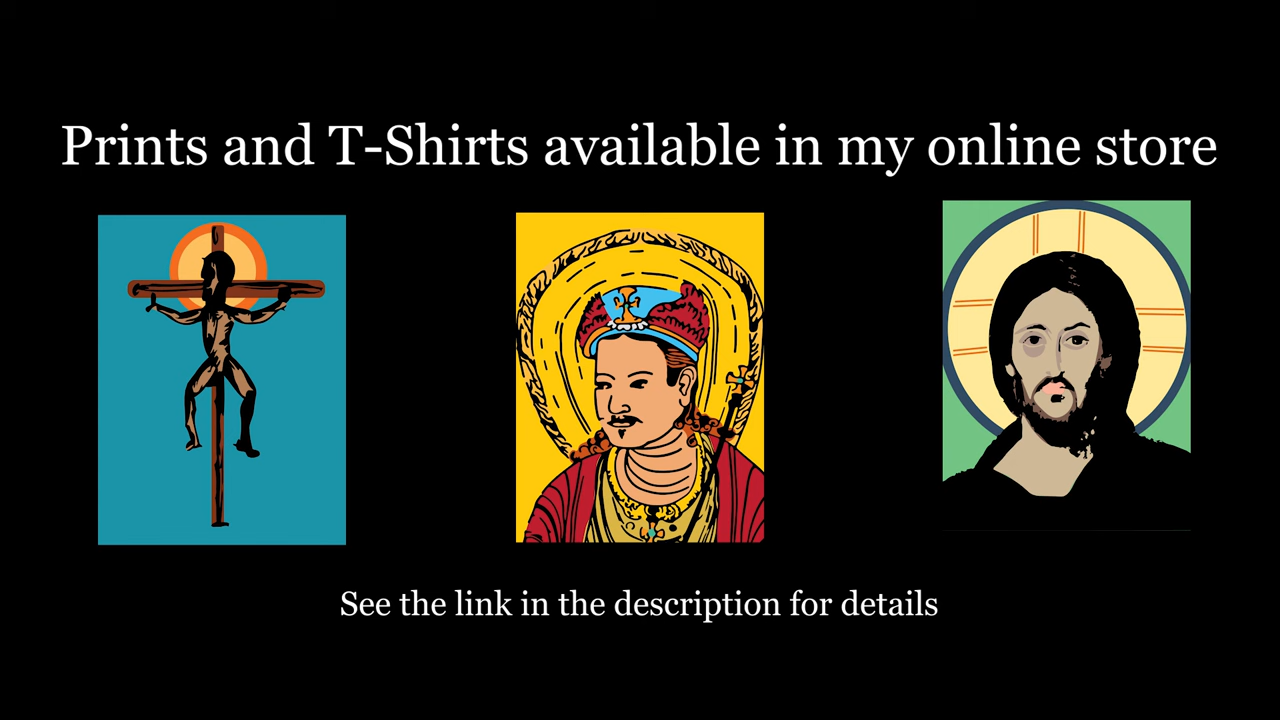 Prints and T-Shirts available in my online store
See the link in the description for details